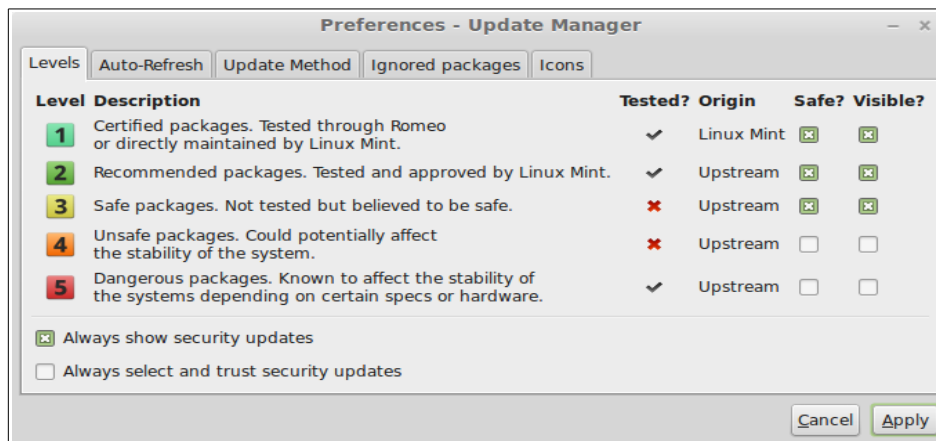 Preferences - Update Manager
Levels Auto-Refresh Update Method Ignored packages Icons
Level Description Tested? Origin Safe? Visible?
1 Certified packages. Tested through Romeo
or directly maintained by Linux Mint. Linux Mint
2 Recommended packages. Tested and approved by Linux Mint. Upstream
3 Safe packages. Not tested but believed to be safe. Upstream
4 Unsafe packages. Could potentially affect
the stability of the system. Upstream
5 Dangerous packages. Known to affect the stability of
the systems depending on certain specs or hardware. Upstream
Always show security updates
Always select and trust security updates
Cancel Apply